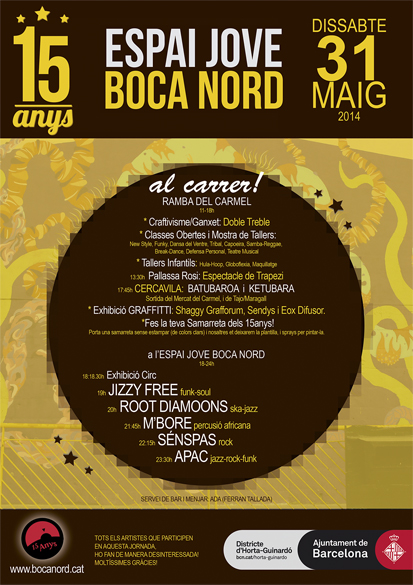 15
anys
ESPAI JOVE
BOCA NORD
DISSABTE
31
MAIG
2014
al carrer!
RAMBA DEL CARMEL
11-18h
* Craftivisme/Ganxet: Doble Treble
* Classes Obertes i Mostra de Tallers:
New Style, Funky, Dansa del Ventre, Tribal, Capoeira, Samba-Reggae,
Break-Dance, Defensa Personal, Teatre Musical
* Tallers Infantils: Hula-Hoop, Globoflexia, Maquillatge
13:30h Pallassa Rosi: Espectacle de Trapezi
17:45h CERCAVILA: BATUBAROA i KETUBARA
Sortida del Mercat del Carmel, i de Tajo/Maragall
* Exhibició GRAFFITTI: Shaggy Grafforum, Sendys i Eox Difusor.
*Fes la teva Samarreta dels 15anys!
Porta una samarreta sense estampar (de colors clars) i nosaltres et deixarem la plantilla, i sprays per pintar-la.
a l'ESPAI JOVE BOCA NORD
18-24h
18:18.30h Exhibició Circ
19h JIZZY FREE funk-soul
20h ROOT DIAMOONS ska-jazz
21:45h M'BORE percusió africana
22:15h SÉNSPAS rock
23:30h APAC jazz-rock-funk
SERVEI DE BAR I MENJAR: ADA (FERRAN TALLADA)
15 Anys
www.bocanord.cat
TOTS ELS ARTISTES QUE PARTICIPEN
EN AQUESTA JORNADA,
HO FAN DE MANERA DESINTERESSADA!
MOLTÍSSIMES GRÀCIES!
Districte
d'Horta-Guinardó
bcn.cat/horta-guinardo
Ajuntament de
Barcelona